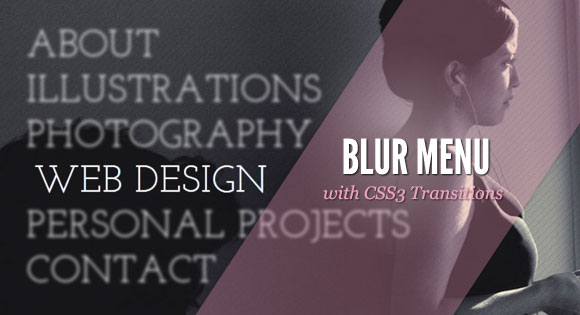 ABOUT
ILLUSTRATIONS
PHOTOGRAPHY
WEB DESIGN
PERSONAL PROJECTS
CONTACT
BLUR MENU
with CSS3 Transitions